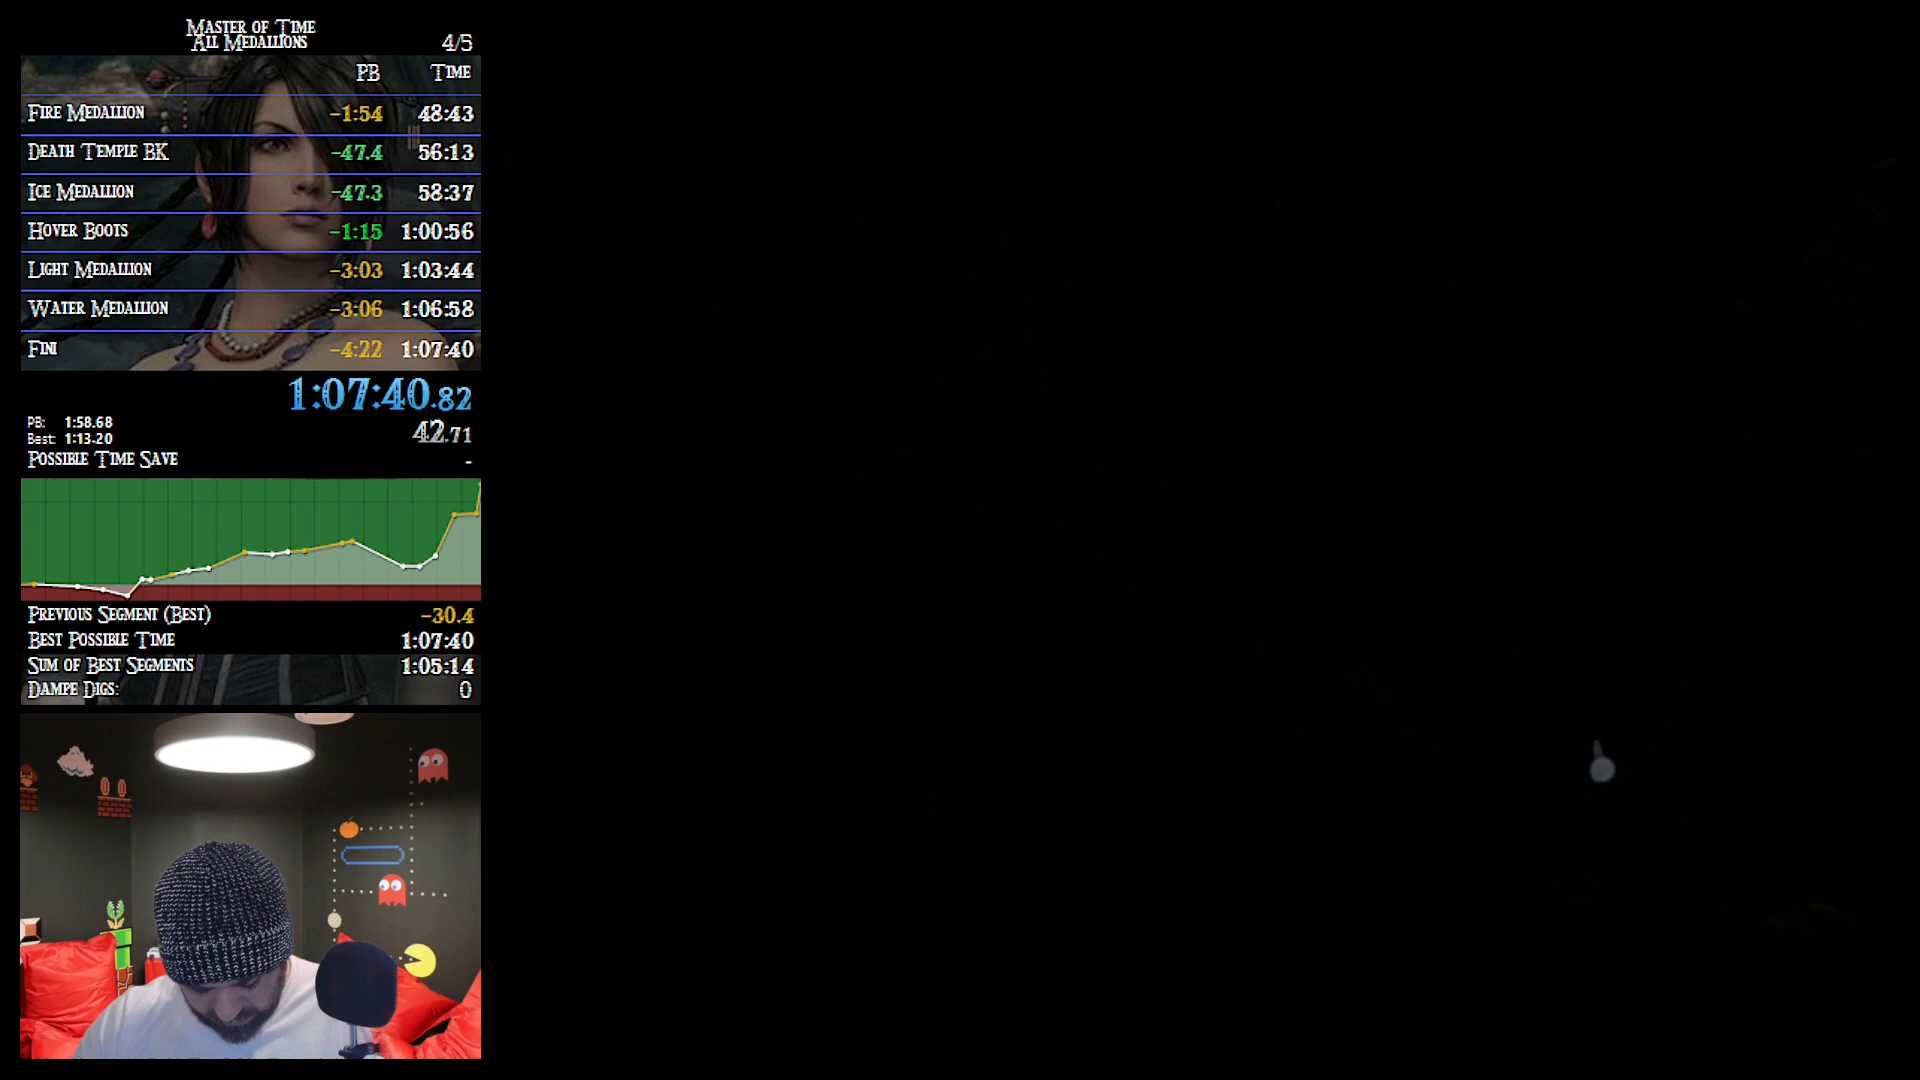 Master of Time
All Medallions
4/5
PB Time
Fire Medallion -1:54 48:43
Death Temple BK -47.4 56:13
Ice Medallion -47.3 58:37
Hover Boots -1:15 1:00:56
Light Medallion -3:03 1:03:44
Water Medallion -3:06 1:06:58
Fini -4:22 1:07:40
1:07:40.82
PB: 1:58.68
42.71
Best: 1:13.20
Possible Time Save -
Previous Segment (Best) -30.4
Best Possible Time 1:07:40
Sum of Best Segments 1:05:14
Dampe Digs: 0